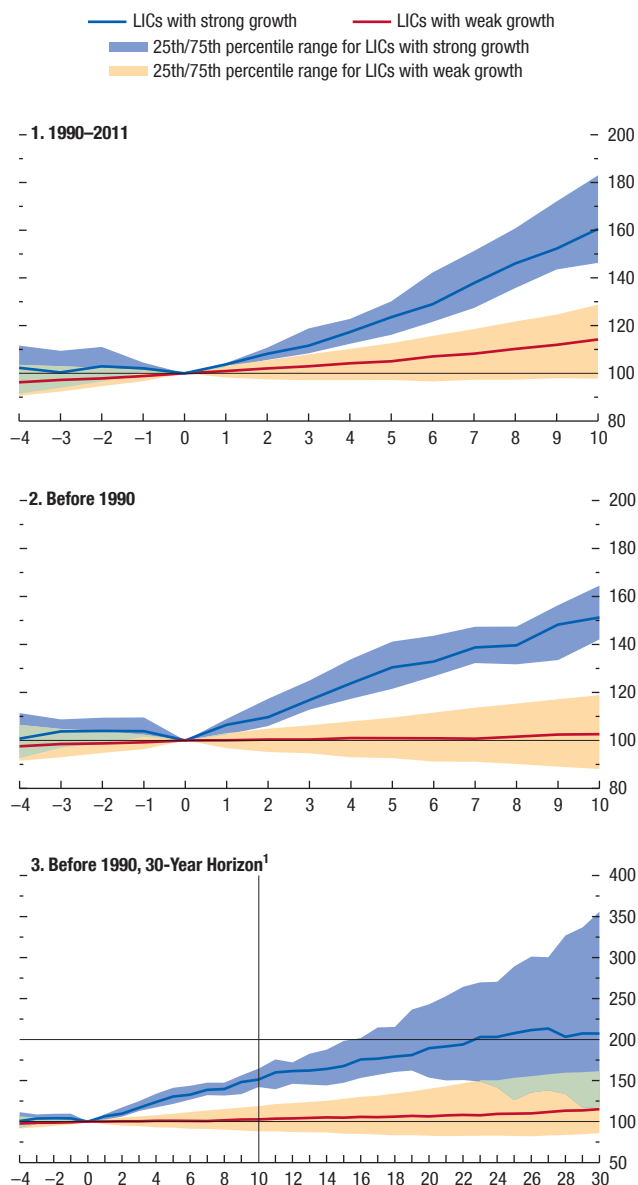 LICs with strong growth LICs with weak growth
25th/75th percentile range for LICs with strong growth
25th/75th percentile range for LICs with weak growth
1. 1990–2011
200
180
160
140
120
100
80
–4 –3 –2 –1 0 1 2 3 4 5 6 7 8 9 10
2. Before 1990
200
180
160
140
120
100
80
–4 –3 –2 –1 0 1 2 3 4 5 6 7 8 9 10
3. Before 1990, 30-Year Horizon1
400
350
300
250
200
150
100
50
–4 –2 0 2 4 6 8 10 12 14 16 18 20 22 24 26 28 30